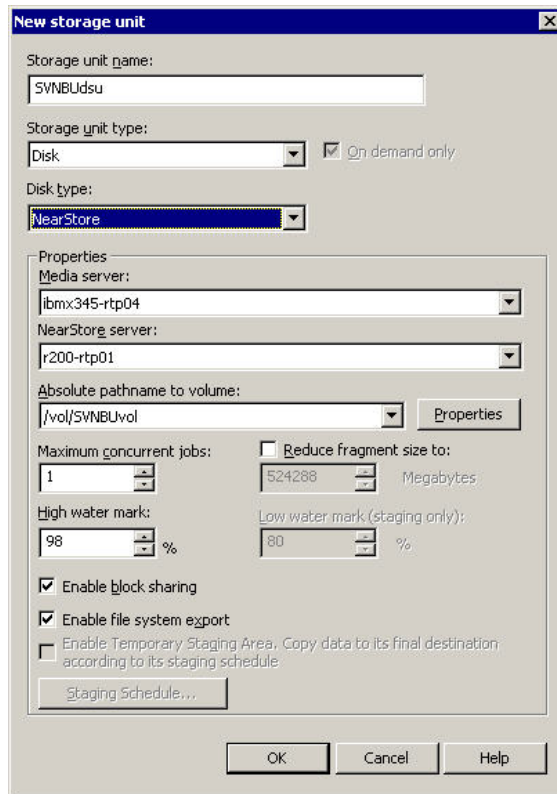 New storage unit
Storage unit name:
SVNBUdsu
Storage unit type:
Disk
On demand only
Disk type:
NearStore
Properties
Media server:
ibmx345-rtp04
NearStore server:
r200-rtp01
Absolute pathname to volume:
/vol/SVNBUvol
Properties
Maximum concurrent jobs:
Reduce fragment size to:
1
524288
Megabytes
High water mark:
Low water mark (staging only):
98
%
80
%
Enable block sharing
Enable file system export
Enable Temporary Staging Area. Copy data to its final destination
according to its staging schedule
Staging Schedule...
OK
Cancel
Help